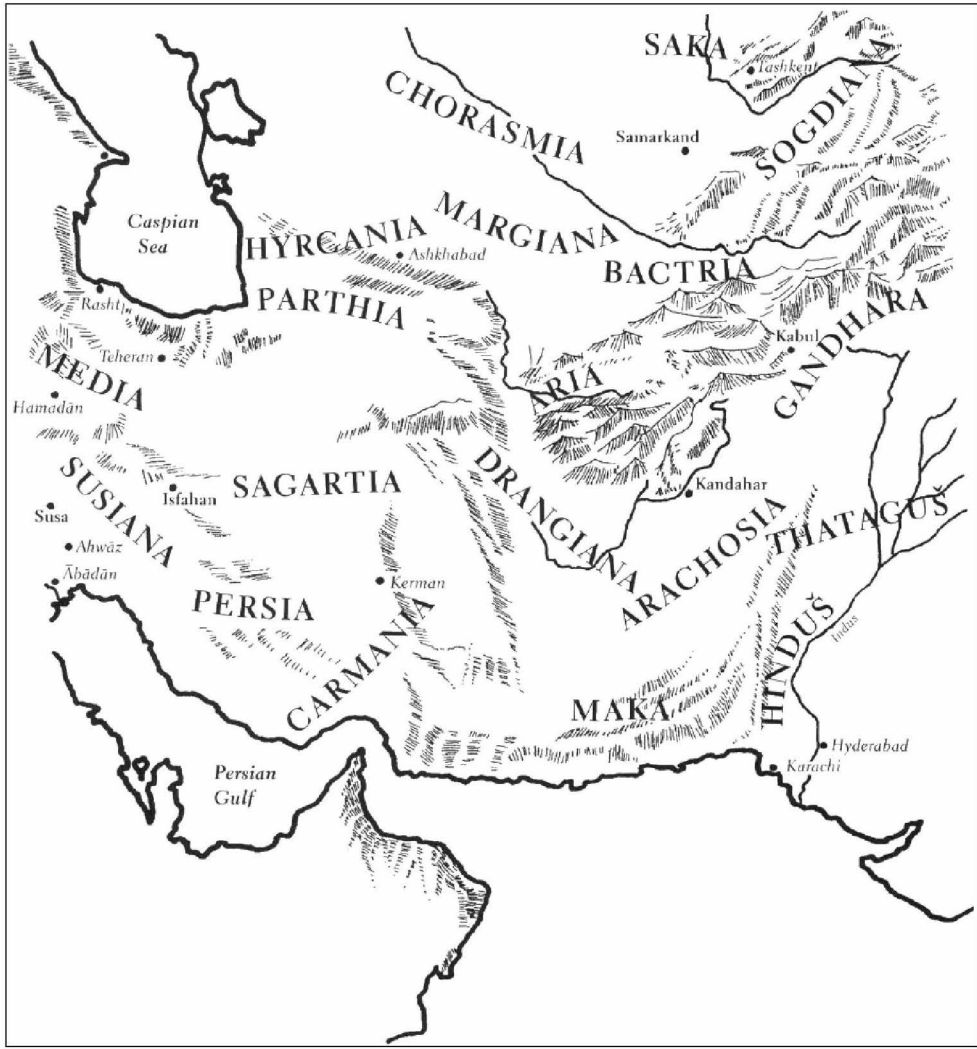 SAKA
Tashkent
CHORASMIA
SOGDIANA
Samarkand
Caspian
Sea
HYRCANIA
MARGIANA
Ashkhabad
BACTRIA
Rasht
PARTHIA
Teheran
Kabul
GANDHARA
MEDIA
ARIA
Hamadān
SUSIANA
Isfahan
SAGARTIA
DRANGIANA
Kandahar
Susa
ARACHOSIA
THATAGUŠ
Ahwāz
Ābādān
Kerman
PERSIA
CARMANIA
HINDUŠ
Indus
MAKA
Hyderabad
Karachi
Persian
Gulf